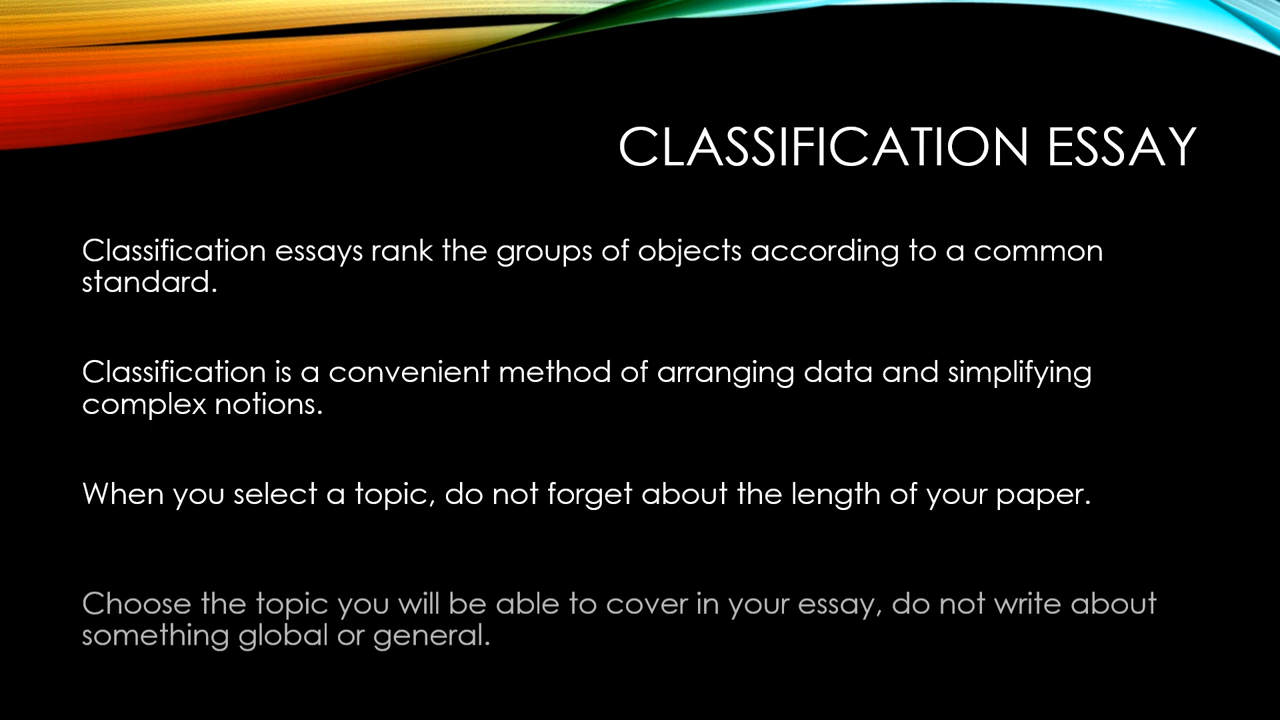 CLASSIFICATION ESSAY
Classification essays rank the groups of objects according to a common
standard.
Classification is a convenient method of arranging data and simplifying
complex notions.
When you select a topic, do not forget about the length of your paper.
Choose the topic you will be able to cover in your essay, do not write about
something global or general.